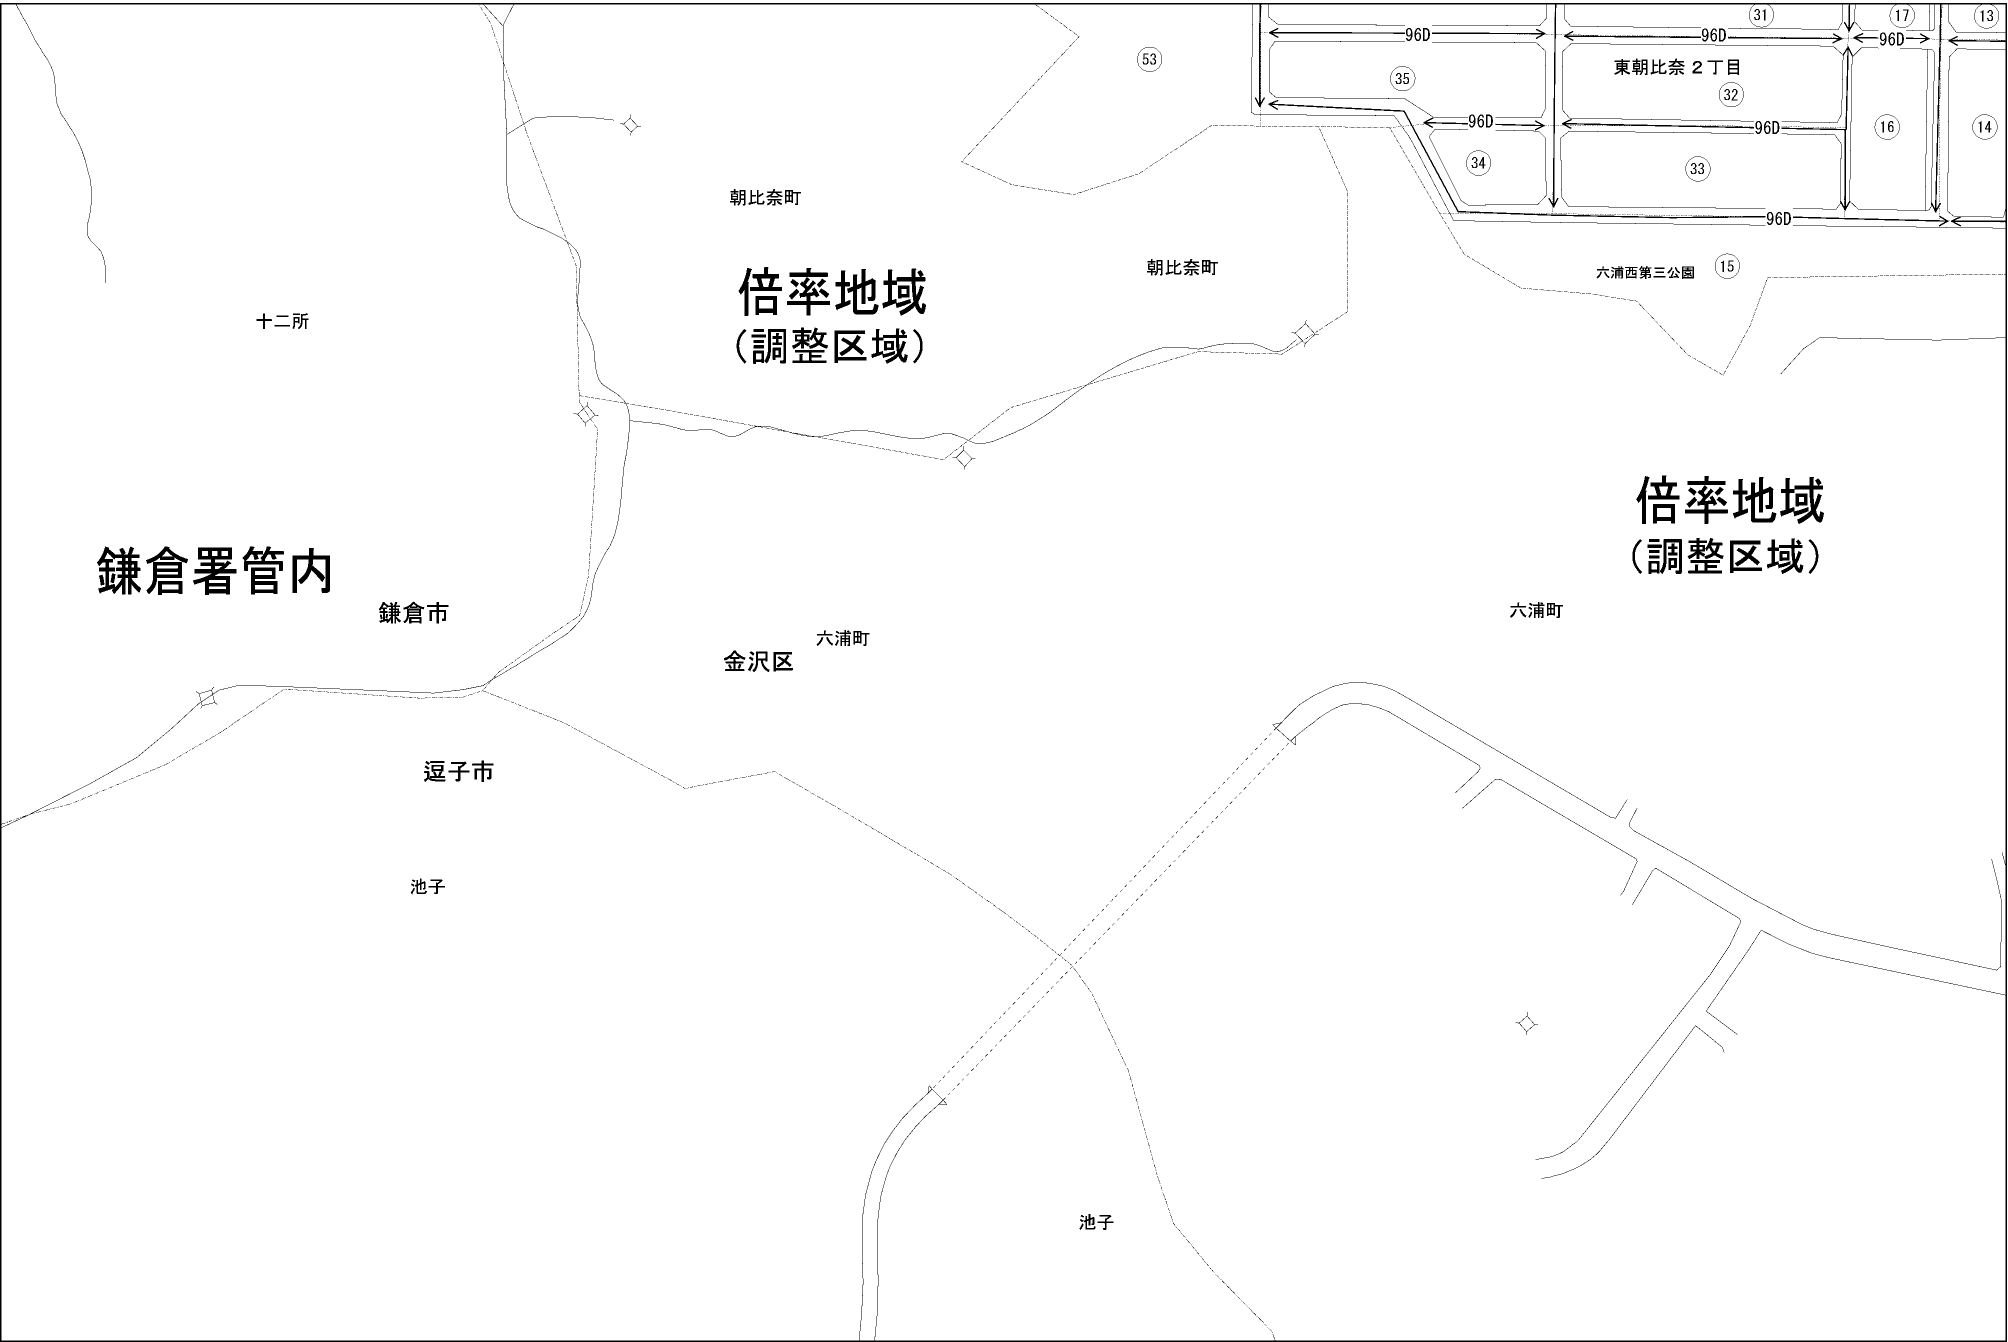 31
17
13
96D
96D
96D
53
35
東朝比奈2丁目
32
96D
96D
16
14
34
33
朝比奈町
96D
朝比奈町
六浦西第三公園
15
倍率地域
(調整区域)
十二所
倍率地域
(調整区域)
鎌倉署管内
鎌倉市
六浦町
六浦町
金沢区
逗子市
池子
池子